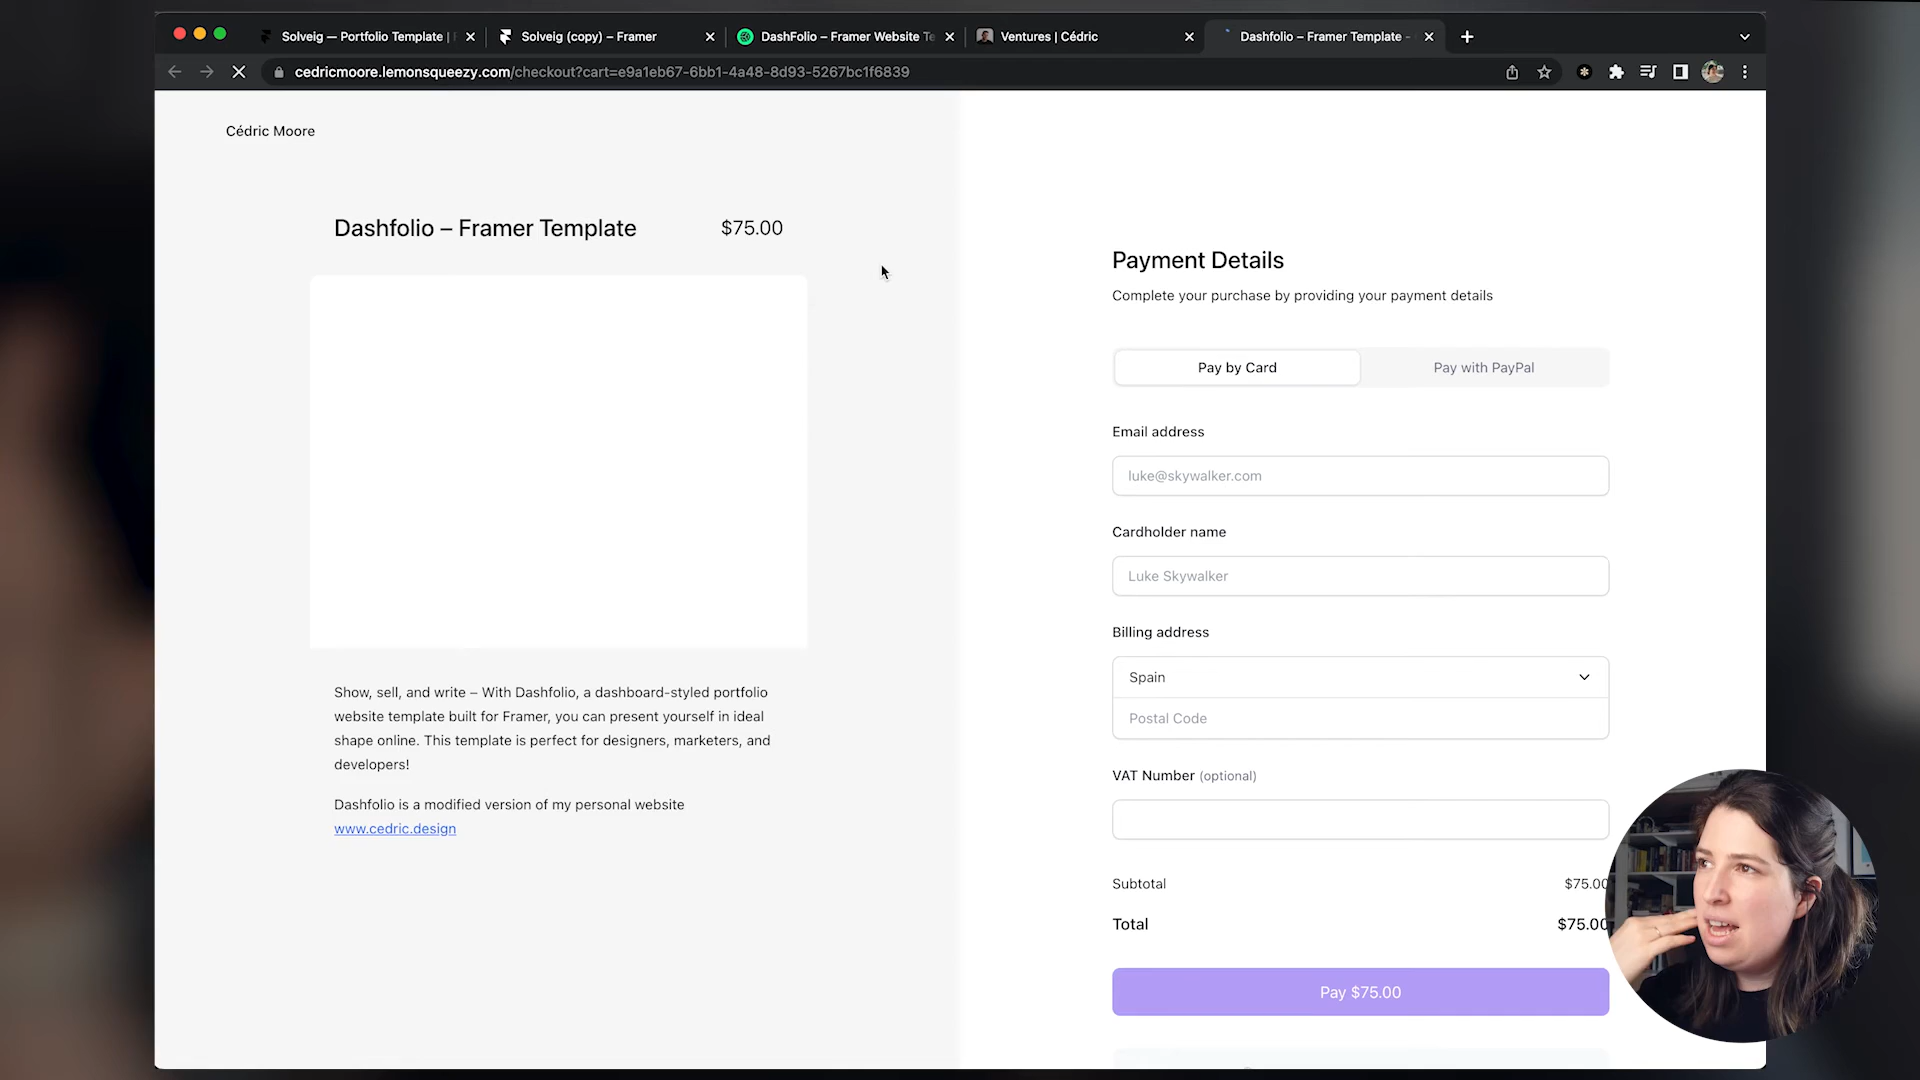 Solveig — Portfolio Template |
Solveig (copy) – Framer
DashFolio – Framer Website Te
Ventures | Cédric
Dashfolio – Framer Template -
cedricmoore.lemonsqueezy.com/checkout?cart=e9a1eb67-6bb1-4a48-8d93-5267bc1f6839
Cédric Moore
Dashfolio – Framer Template
$75.00
Show, sell, and write – With Dashfolio, a dashboard-styled portfolio
website template built for Framer, you can present yourself in ideal
shape online. This template is perfect for designers, marketers, and
developers!
Dashfolio is a modified version of my personal website
www.cedric.design
Payment Details
Complete your purchase by providing your payment details
Pay by Card
Pay with PayPal
Email address
luke@skywalker.com
Cardholder name
Luke Skywalker
Billing address
Spain
Postal Code
VAT Number (optional)
Subtotal
$75.00
Total
$75.00
Pay $75.00